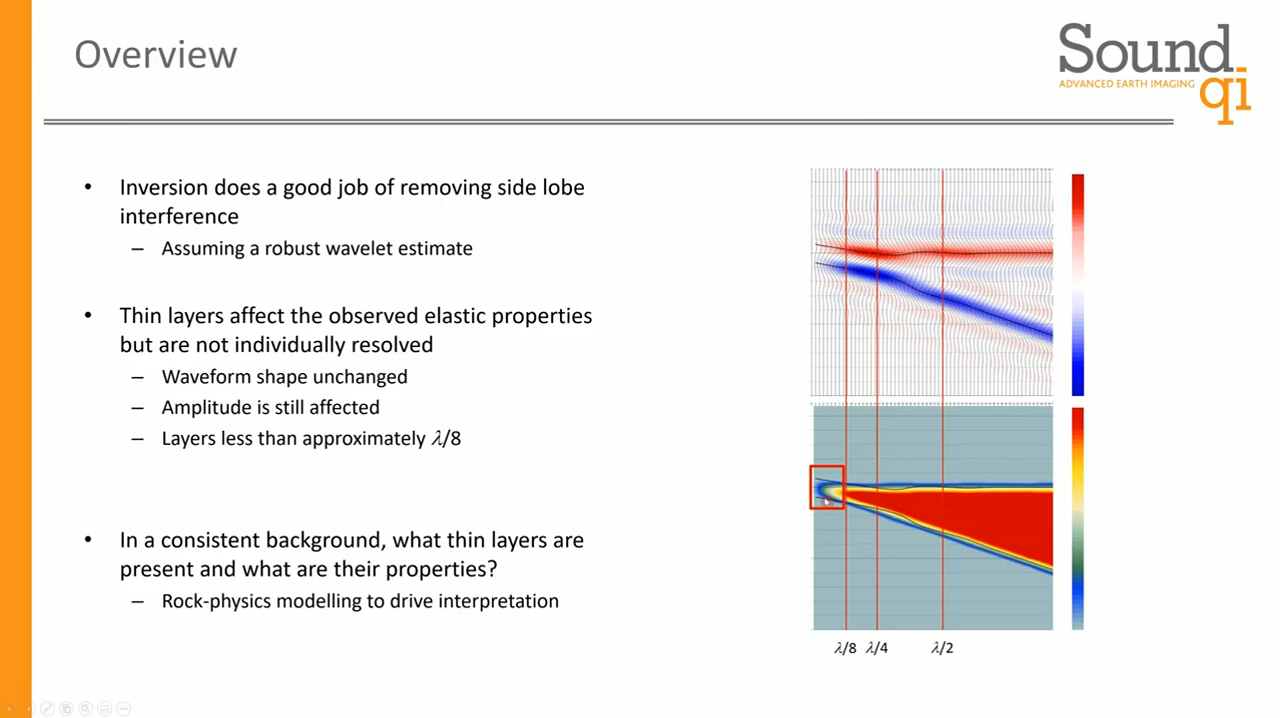 Overview
Sound
ADVANCED EARTH IMAGING
qi
• Inversion does a good job of removing side lobe
interference
– Assuming a robust wavelet estimate
• Thin layers affect the observed elastic properties
but are not individually resolved
– Waveform shape unchanged
– Amplitude is still affected
– Layers less than approximately λ/8
• In a consistent background, what thin layers are
present and what are their properties?
– Rock-physics modelling to drive interpretation
λ/8 λ/4 λ/2